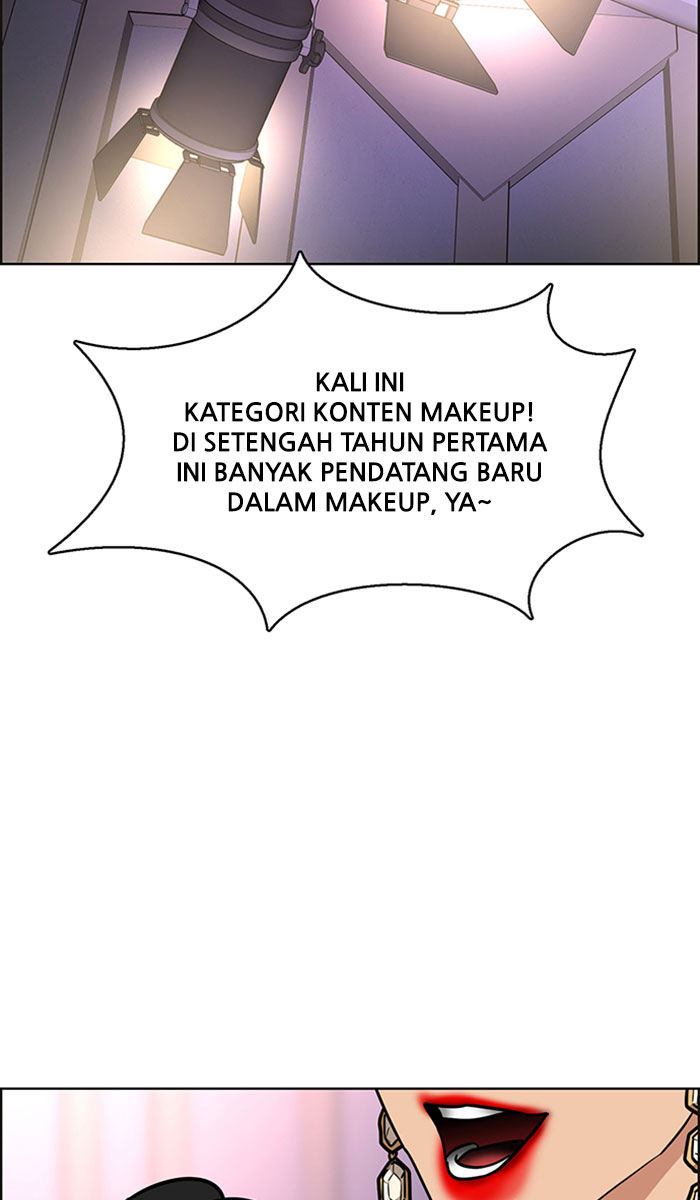 KALI INI
KATEGORI KONTEN MAKEUP!
DI SETENGAH TAHUN PERTAMA
INI BANYAK PENDATANG BARU
DALAM MAKEUP, YA~